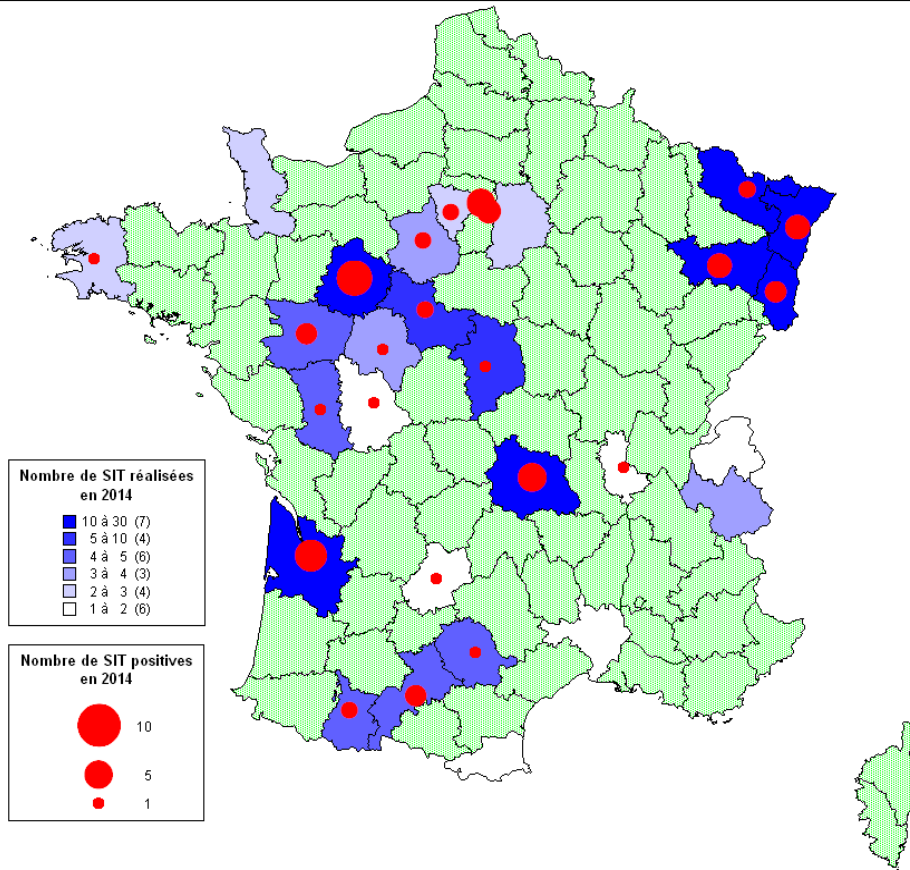 Nombre de SIT réalisées
en 2014
10 à 30 (7)
5 à 10 (4)
4 à 5 (6)
3 à 4 (3)
2 à 3 (4)
1 à 2 (6)
Nombre de SIT positives
en 2014
10
5
1